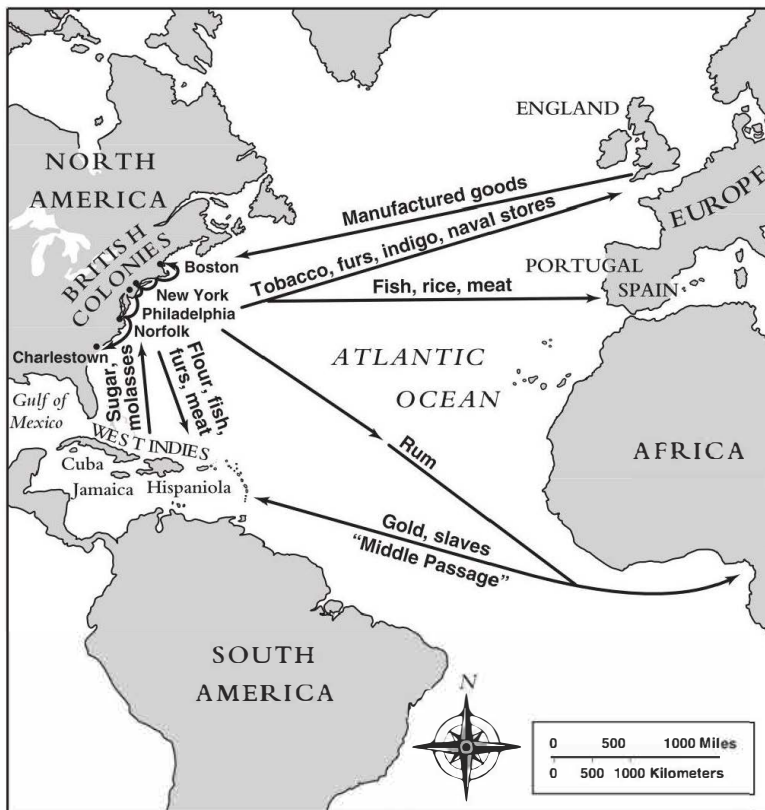 ENGLAND
NORTH
AMERICA
EUROPE
Manufactured goods
Tobacco, furs, indigo, naval stores
BRITISH
COLONIES
Boston
PORTUGAL
SPAIN
Fish, rice, meat
New York
Philadelphia
Norfolk
Charlestown
ATLANTIC
OCEAN
Sugar,
molasses
Flour, fish,
furs, meat
Gulf of
Mexico
WEST INDIES
Rum
AFRICA
Cuba
Jamaica
Hispaniola
Gold, slaves
“Middle Passage”
SOUTH
AMERICA
N
0 500 1000 Miles
0 500 1000 Kilometers